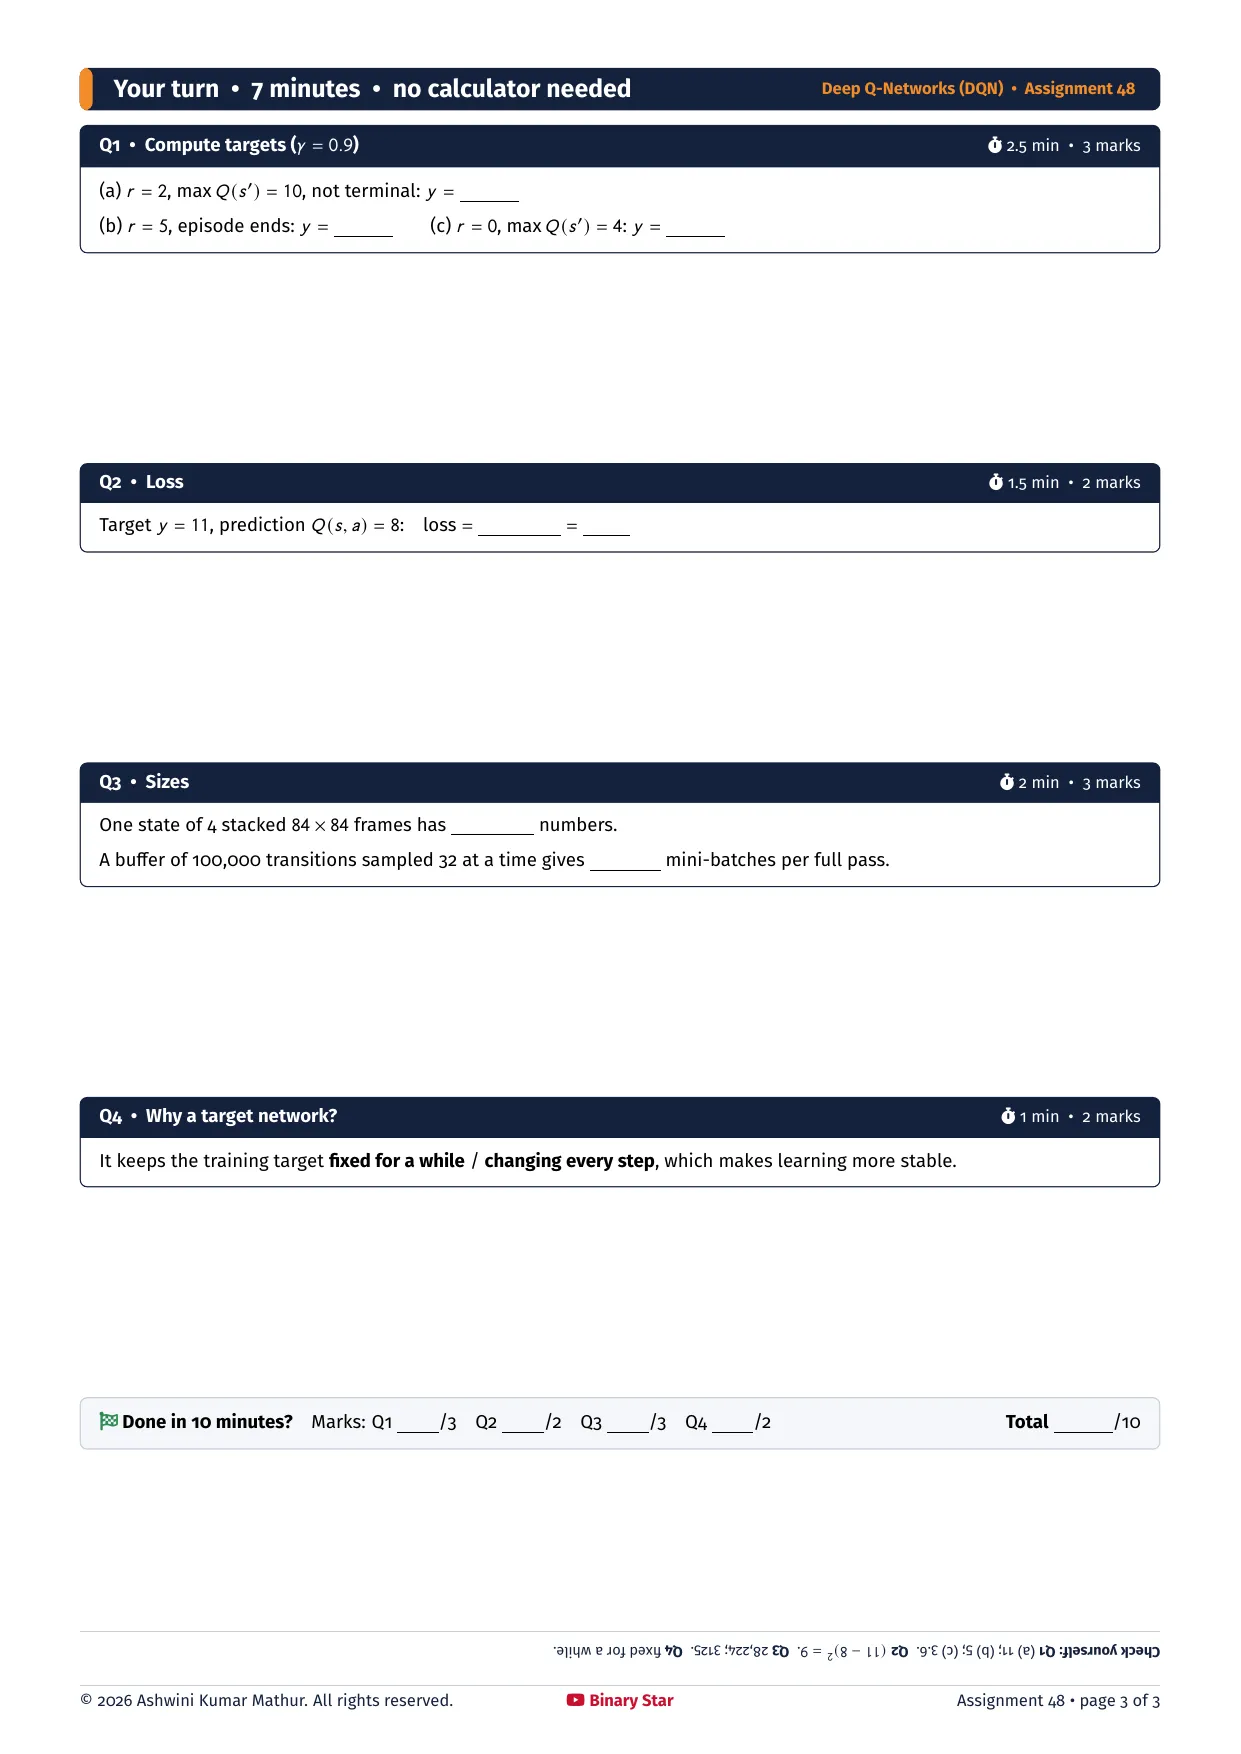 Your turn • 7 minutes • no calculator needed
Deep Q-Networks (DQN) • Assignment 48
Q1 • Compute targets (γ = 0.9)
2.5 min • 3 marks
(a) r = 2, max Q(s′) = 10, not terminal: y = ______
(b) r = 5, episode ends: y = ______ (c) r = 0, max Q(s′) = 4: y = ______
Q2 • Loss
1.5 min • 2 marks
Target y = 11, prediction Q(s, a) = 8: loss = ________ = _____
Q3 • Sizes
2 min • 3 marks
One state of 4 stacked 84 × 84 frames has ________ numbers.
A buffer of 100,000 transitions sampled 32 at a time gives _______ mini-batches per full pass.
Q4 • Why a target network?
1 min • 2 marks
It keeps the training target fixed for a while / changing every step, which makes learning more stable.
Done in 10 minutes? Marks: Q1 ____/3 Q2 ____/2 Q3 ____/3 Q4 ____/2
Total ______/10
Check yourself: Q1 (a) 11; (b) 5; (c) 3.6. Q2 (11 − 8)² = 9. Q3 28,224; 3125. Q4 fixed for a while.
© 2026 Ashwini Kumar Mathur. All rights reserved.
Binary Star
Assignment 48 • page 3 of 3